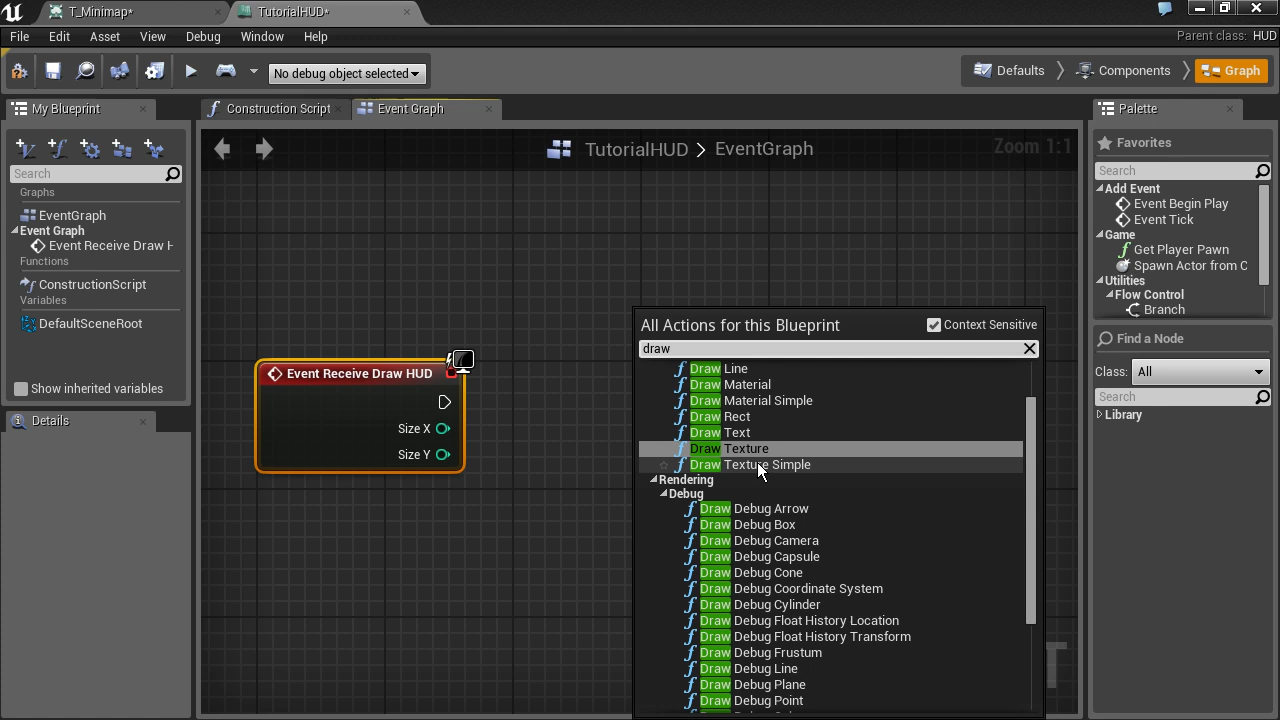 T_Minimap*
TutorialHUD*
File Edit Asset View Debug Window Help
Parent class: HUD
No debug object selected
Defaults
Components
Graph
My Blueprint
Search
Graphs
EventGraph
Event Graph
Event Receive Draw H
Functions
ConstructionScript
Variables
DefaultSceneRoot
Show inherited variables
Details
Construction Script
Event Graph
TutorialHUD > EventGraph
Zoom 1:1
Event Receive Draw HUD
Size X
Size Y
All Actions for this Blueprint
Context Sensitive
draw
Draw Line
Draw Material
Draw Material Simple
Draw Rect
Draw Text
Draw Texture
Draw Texture Simple
Rendering
Debug
Draw Debug Arrow
Draw Debug Box
Draw Debug Camera
Draw Debug Capsule
Draw Debug Cone
Draw Debug Coordinate System
Draw Debug Cylinder
Draw Debug Float History Location
Draw Debug Float History Transform
Draw Debug Frustum
Draw Debug Line
Draw Debug Plane
Draw Debug Point
Palette
Favorites
Search
Add Event
Event Begin Play
Event Tick
Game
Get Player Pawn
Spawn Actor from C
Utilities
Flow Control
Branch
Find a Node
Class: All
Search
Library